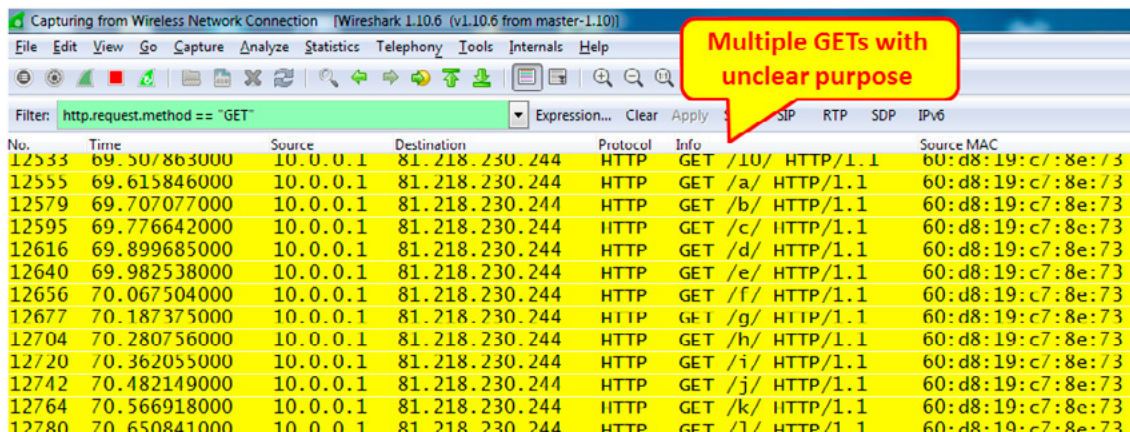 Capturing from Wireless Network Connection [Wireshark 1.10.6 (v1.10.6 from master-1.10)]
File Edit View Go Capture Analyze Statistics Telephony Tools Internals Help
Multiple GETs with
unclear purpose
Filter: http.request.method == "GET" Expression... Clear Apply SIP RTP SDP IPv6
No. Time Source Destination Protocol Info Source MAC
12533 69.507863000 10.0.0.1 81.218.230.244 HTTP GET /10/ HTTP/1.1 60:d8:19:c7:8e:73
12555 69.615846000 10.0.0.1 81.218.230.244 HTTP GET /a/ HTTP/1.1 60:d8:19:c7:8e:73
12579 69.707077000 10.0.0.1 81.218.230.244 HTTP GET /b/ HTTP/1.1 60:d8:19:c7:8e:73
12595 69.776642000 10.0.0.1 81.218.230.244 HTTP GET /c/ HTTP/1.1 60:d8:19:c7:8e:73
12616 69.899685000 10.0.0.1 81.218.230.244 HTTP GET /d/ HTTP/1.1 60:d8:19:c7:8e:73
12640 69.982538000 10.0.0.1 81.218.230.244 HTTP GET /e/ HTTP/1.1 60:d8:19:c7:8e:73
12656 70.067504000 10.0.0.1 81.218.230.244 HTTP GET /f/ HTTP/1.1 60:d8:19:c7:8e:73
12677 70.187375000 10.0.0.1 81.218.230.244 HTTP GET /g/ HTTP/1.1 60:d8:19:c7:8e:73
12704 70.280756000 10.0.0.1 81.218.230.244 HTTP GET /h/ HTTP/1.1 60:d8:19:c7:8e:73
12720 70.362055000 10.0.0.1 81.218.230.244 HTTP GET /i/ HTTP/1.1 60:d8:19:c7:8e:73
12742 70.482149000 10.0.0.1 81.218.230.244 HTTP GET /j/ HTTP/1.1 60:d8:19:c7:8e:73
12764 70.566918000 10.0.0.1 81.218.230.244 HTTP GET /k/ HTTP/1.1 60:d8:19:c7:8e:73
12780 70.650841000 10.0.0.1 81.218.230.244 HTTP GET /l/ HTTP/1.1 60:d8:19:c7:8e:73